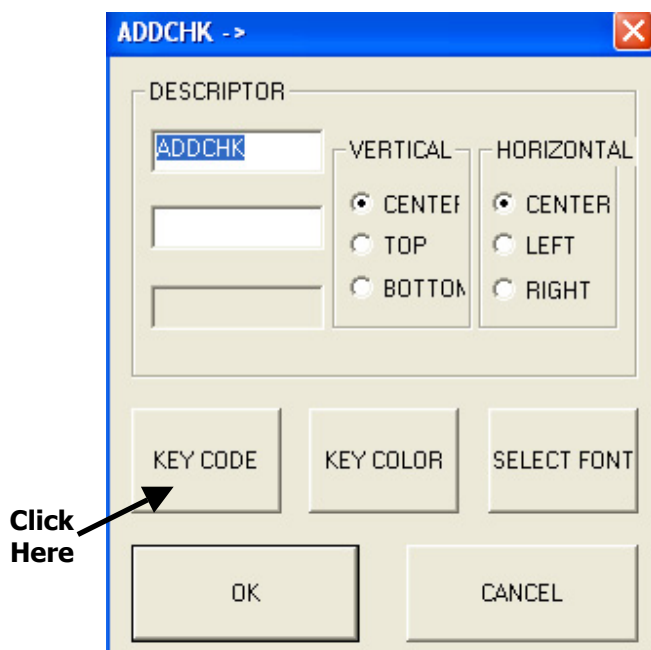 ADDCHK ->
DESCRIPTOR
ADDCHK
VERTICAL
HORIZONTAL
CENTEF
CENTER
TOP
LEFT
BOTTON
RIGHT
KEY CODE
KEY COLOR
SELECT FONT
Click
Here
OK
CANCEL